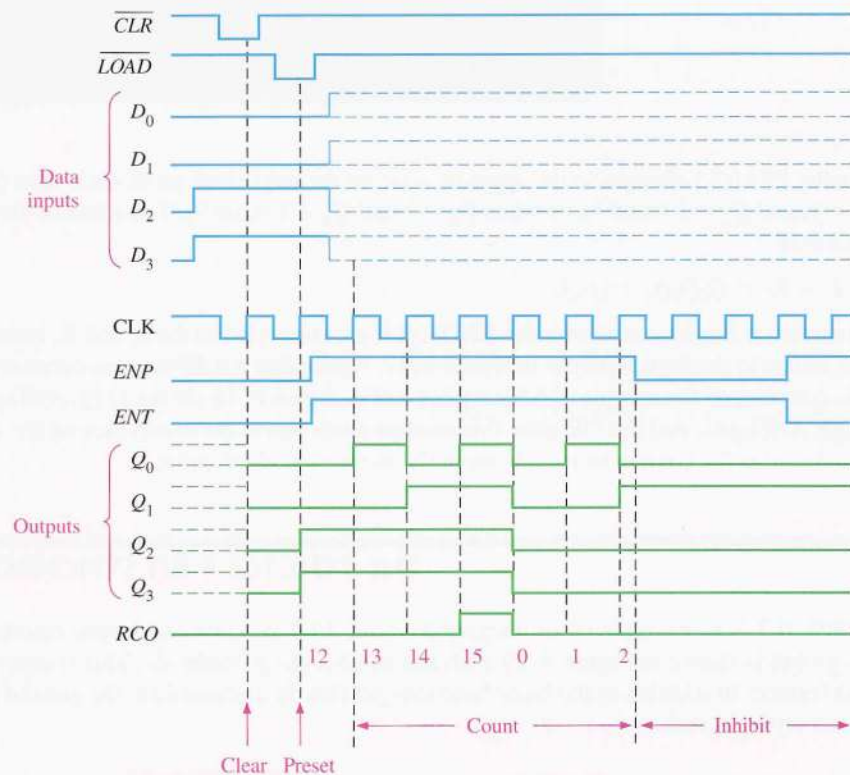 CLR
LOAD
D0
D1
Data
inputs
D2
D3
CLK
ENP
ENT
Q0
Q1
Outputs
Q2
Q3
RCO
12 13 14 15 0 1 2
Count Inhibit
Clear Preset